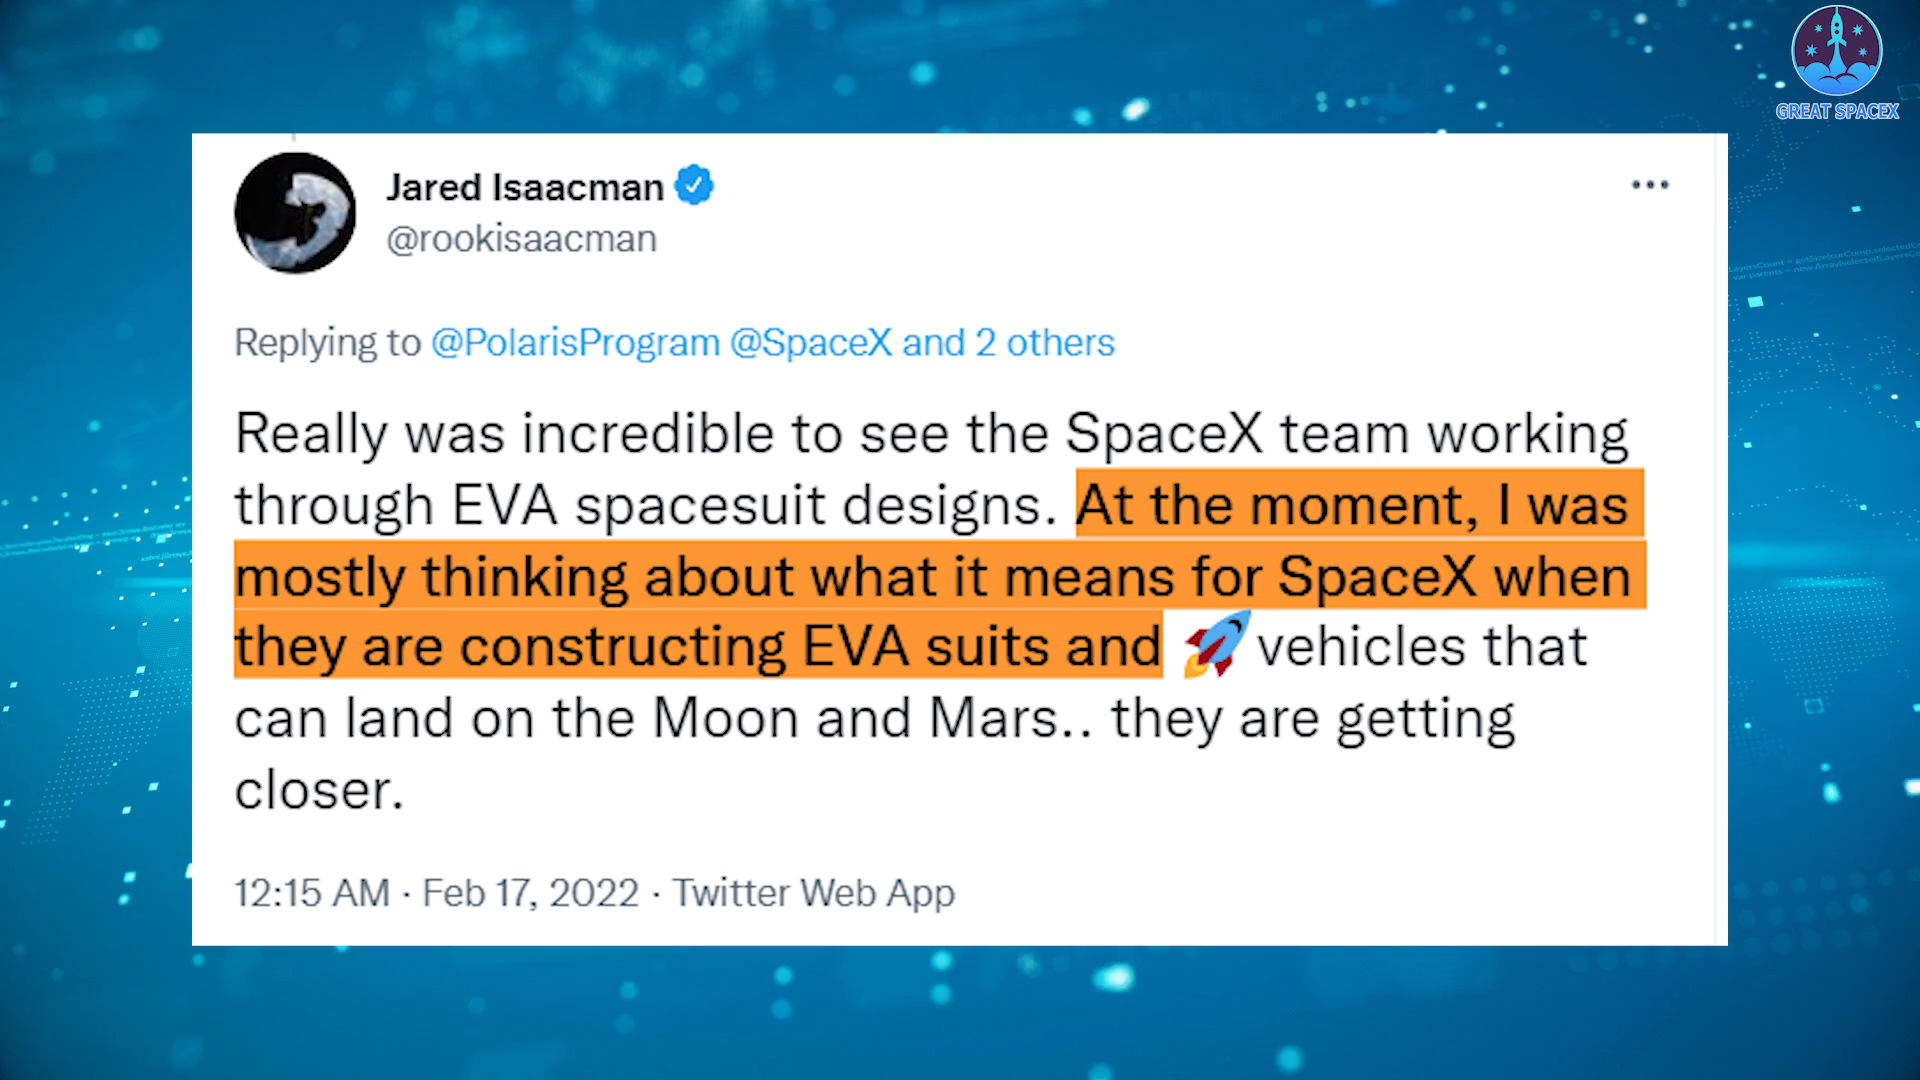 GREAT SPACEX
Jared Isaacman
@rookisaacman
Replying to @PolarisProgram @SpaceX and 2 others
Really was incredible to see the SpaceX team working
through EVA spacesuit designs. At the moment, I was
mostly thinking about what it means for SpaceX when
they are constructing EVA suits and 🚀 vehicles that
can land on the Moon and Mars.. they are getting
closer.
12:15 AM · Feb 17, 2022 · Twitter Web App